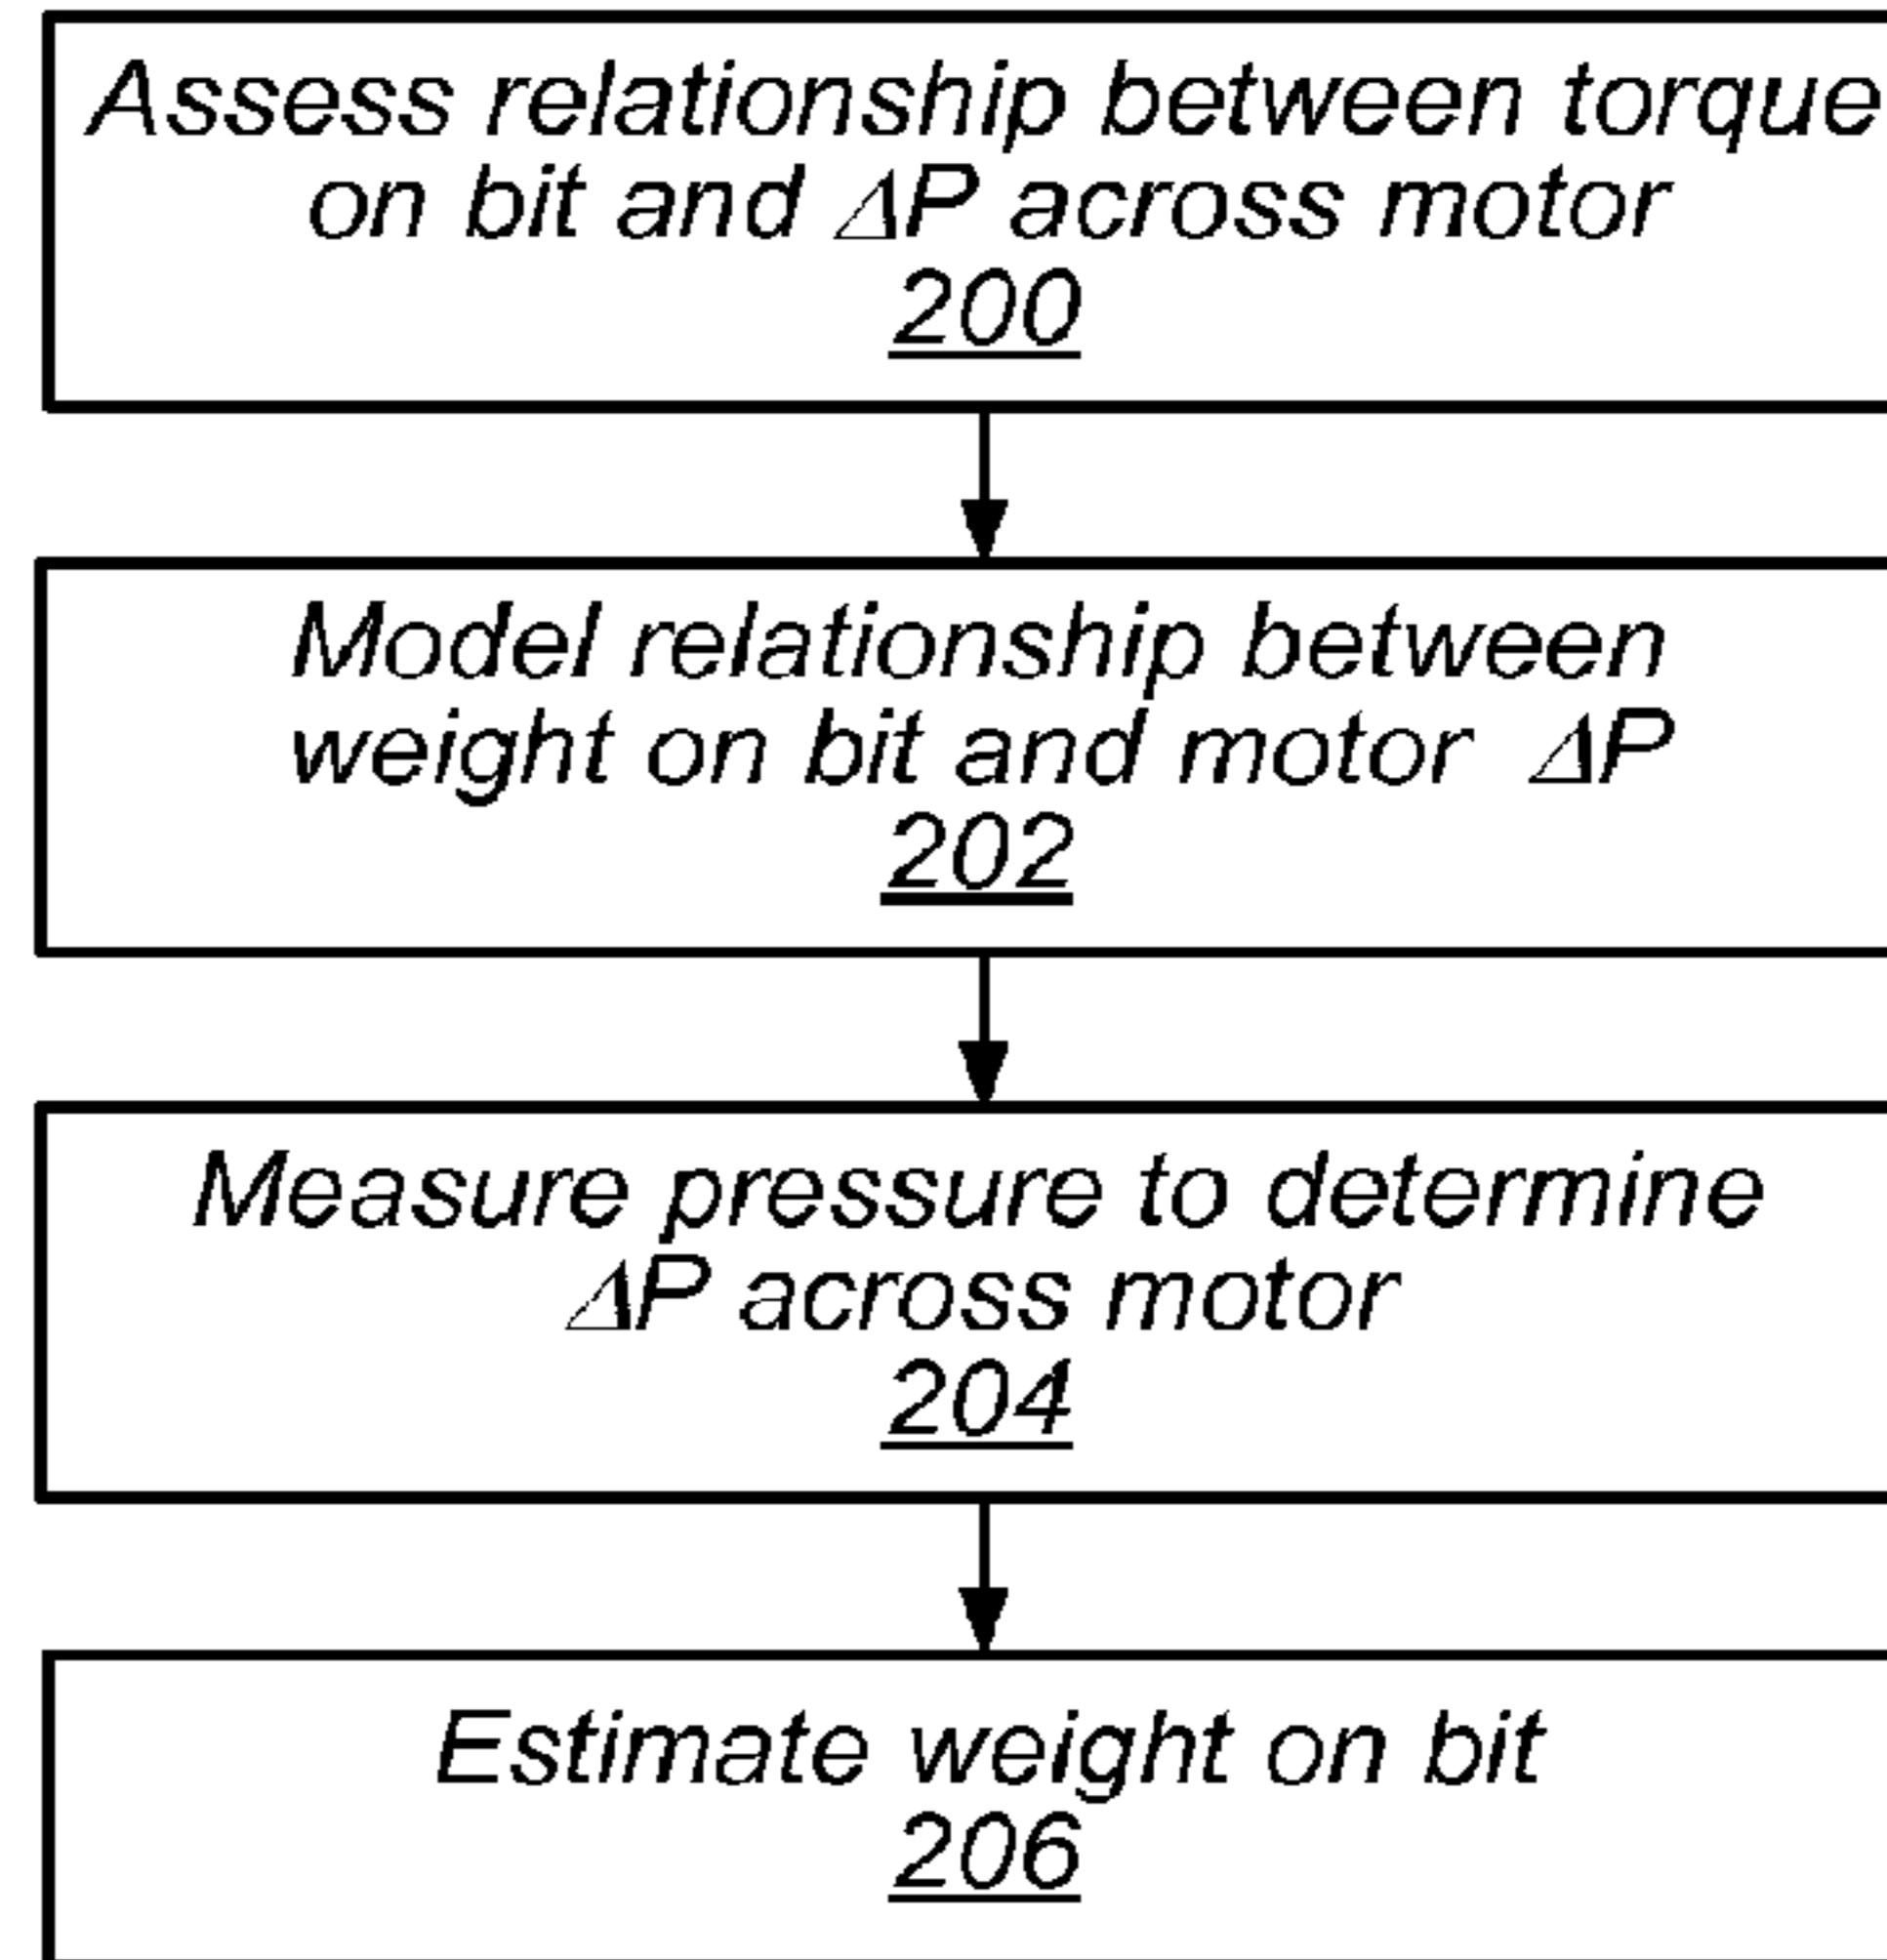 Assess relationship between torque
on bit and ΔP across motor
200
Model relationship between
weight on bit and motor ΔP
202
Measure pressure to determine
ΔP across motor
204
Estimate weight on bit
206